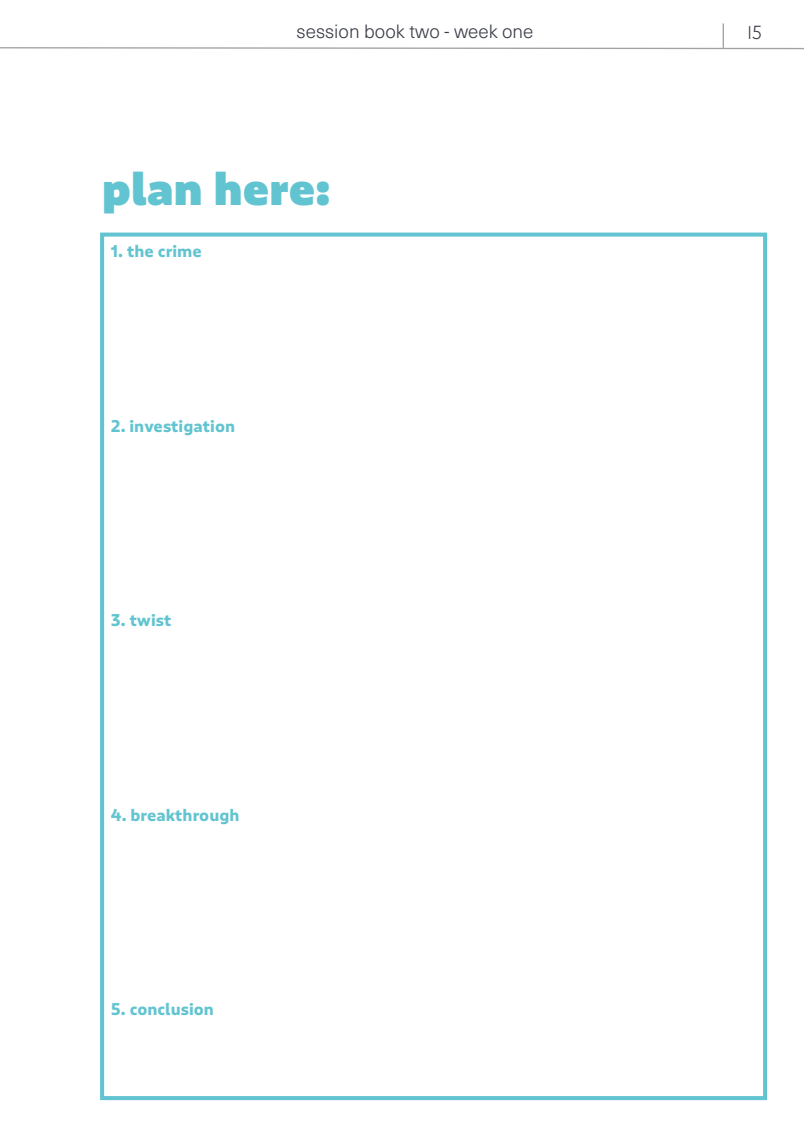 session book two - week one
15
plan here:
1. the crime
2. investigation
3. twist
4. breakthrough
5. conclusion